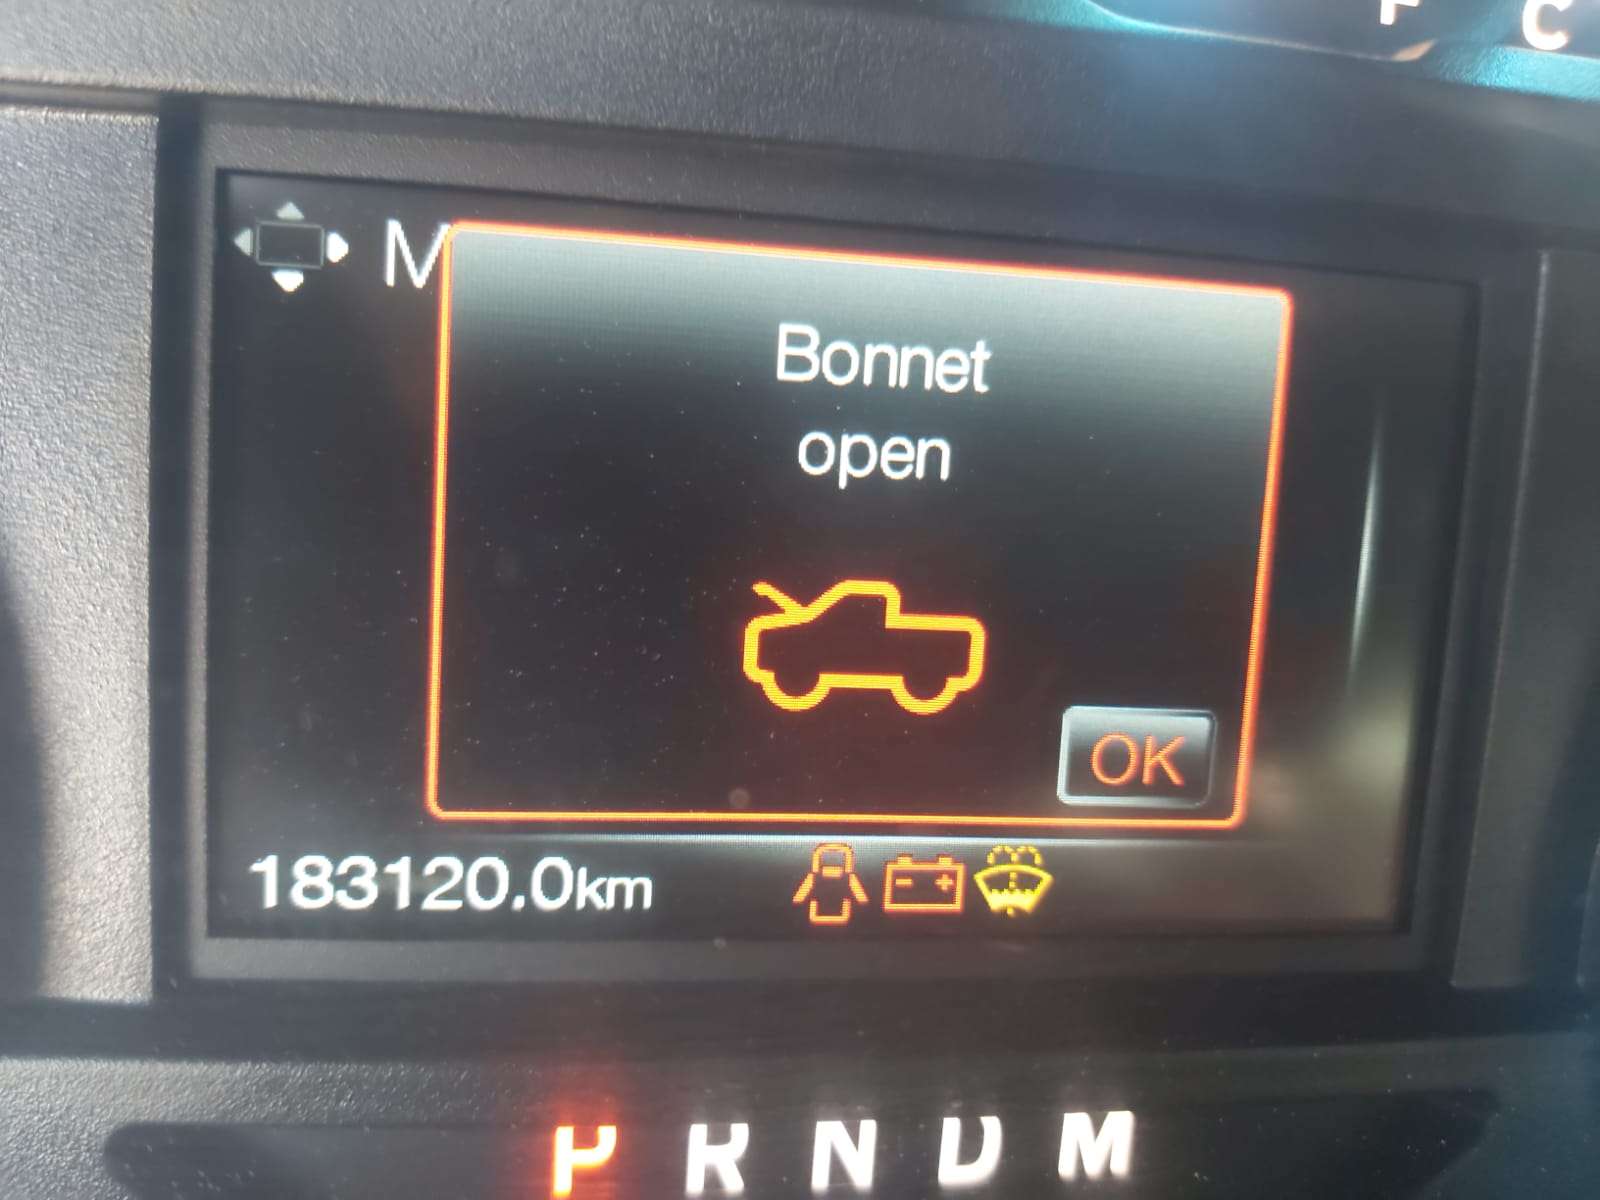 F C
M
Bonnet
open
OK
183120.0km
P R N D M